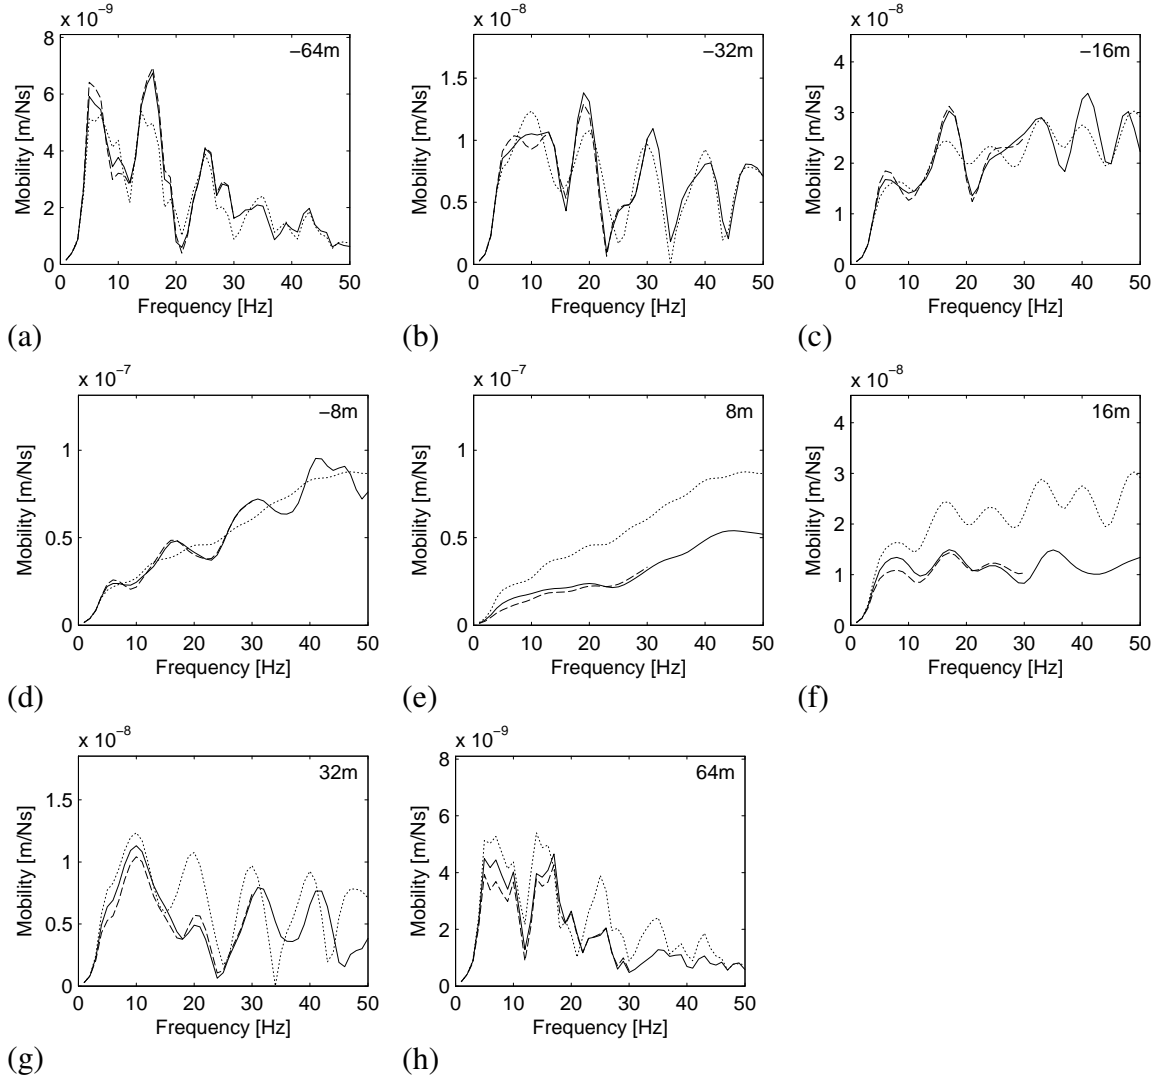 x 10⁻⁹
−64m
8
6
4
2
0
Mobility [m/Ns]
0 10 20 30 40 50
Frequency [Hz]
(a)
x 10⁻⁸
−32m
1.5
1
0.5
0
Mobility [m/Ns]
0 10 20 30 40 50
Frequency [Hz]
(b)
x 10⁻⁸
−16m
4
3
2
1
0
Mobility [m/Ns]
0 10 20 30 40 50
Frequency [Hz]
(c)
x 10⁻⁷
−8m
1
0.5
0
Mobility [m/Ns]
0 10 20 30 40 50
Frequency [Hz]
(d)
x 10⁻⁷
8m
1
0.5
0
Mobility [m/Ns]
0 10 20 30 40 50
Frequency [Hz]
(e)
x 10⁻⁸
16m
4
3
2
1
0
Mobility [m/Ns]
0 10 20 30 40 50
Frequency [Hz]
(f)
x 10⁻⁸
32m
1.5
1
0.5
0
Mobility [m/Ns]
0 10 20 30 40 50
Frequency [Hz]
(g)
x 10⁻⁹
64m
8
6
4
2
0
Mobility [m/Ns]
0 10 20 30 40 50
Frequency [Hz]
(h)